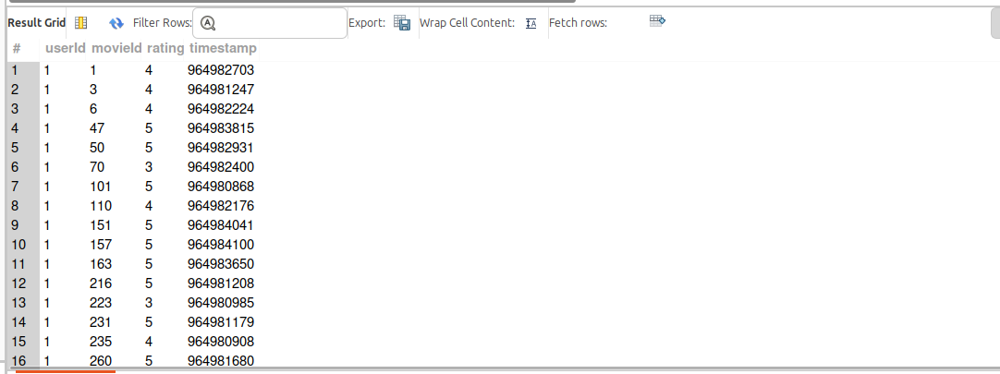 Result Grid Filter Rows: Export: Wrap Cell Content: Fetch rows:
# userId movieId rating timestamp
1 1 1 4 964982703
2 1 3 4 964981247
3 1 6 4 964982224
4 1 47 5 964983815
5 1 50 5 964982931
6 1 70 3 964982400
7 1 101 5 964980868
8 1 110 4 964982176
9 1 151 5 964984041
10 1 157 5 964984100
11 1 163 5 964983650
12 1 216 5 964981208
13 1 223 3 964980985
14 1 231 5 964981179
15 1 235 4 964980908
16 1 260 5 964981680